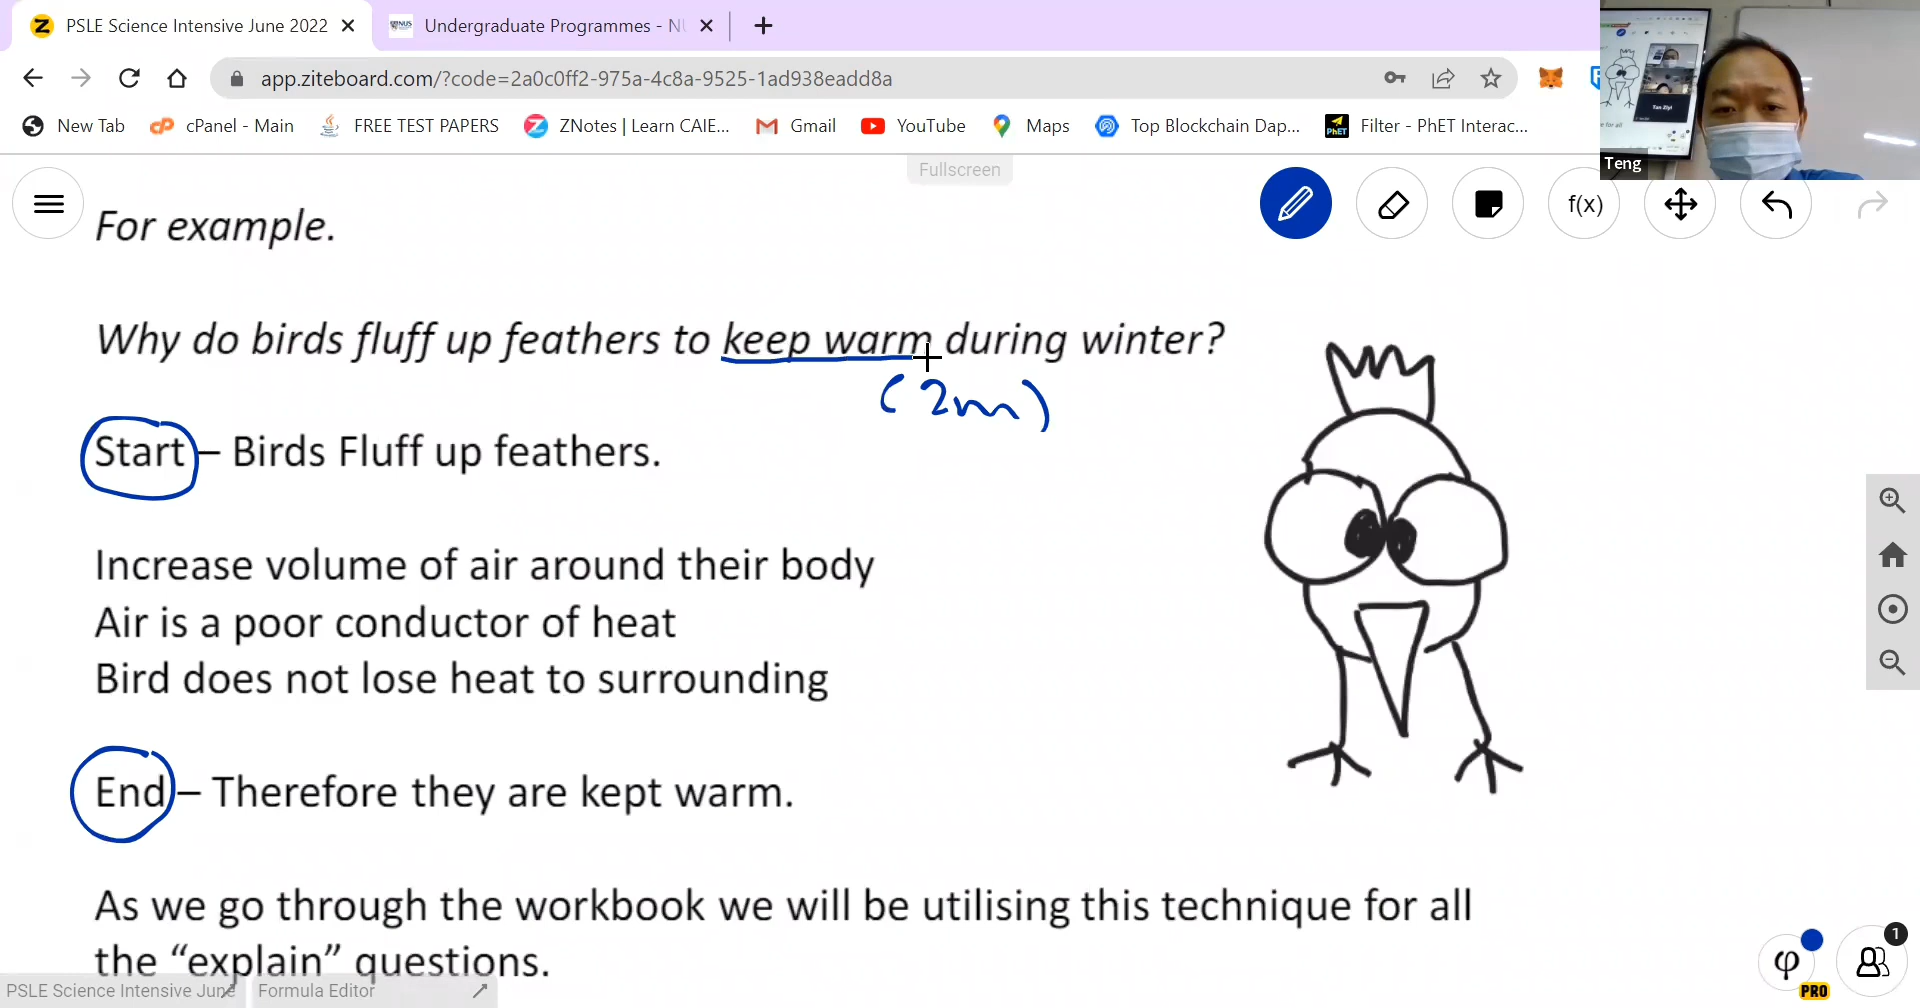 PSLE Science Intensive June 2022
Undergraduate Programmes - NU
app.ziteboard.com/?code=2a0c0ff2-975a-4c8a-9525-1ad938eadd8a
New Tab cPanel - Main FREE TEST PAPERS ZNotes | Learn CAIE... Gmail YouTube Maps Top Blockchain Dap... PhET Filter - PhET Interac...
Tan Ziyi
Teng
Fullscreen
f(x)
For example.
Why do birds fluff up feathers to keep warm during winter?
(2m)
Start – Birds Fluff up feathers.
Increase volume of air around their body
Air is a poor conductor of heat
Bird does not lose heat to surrounding
End – Therefore they are kept warm.
As we go through the workbook we will be utilising this technique for all
the “explain” questions.
PSLE Science Intensive June Formula Editor
φ
PRO
1